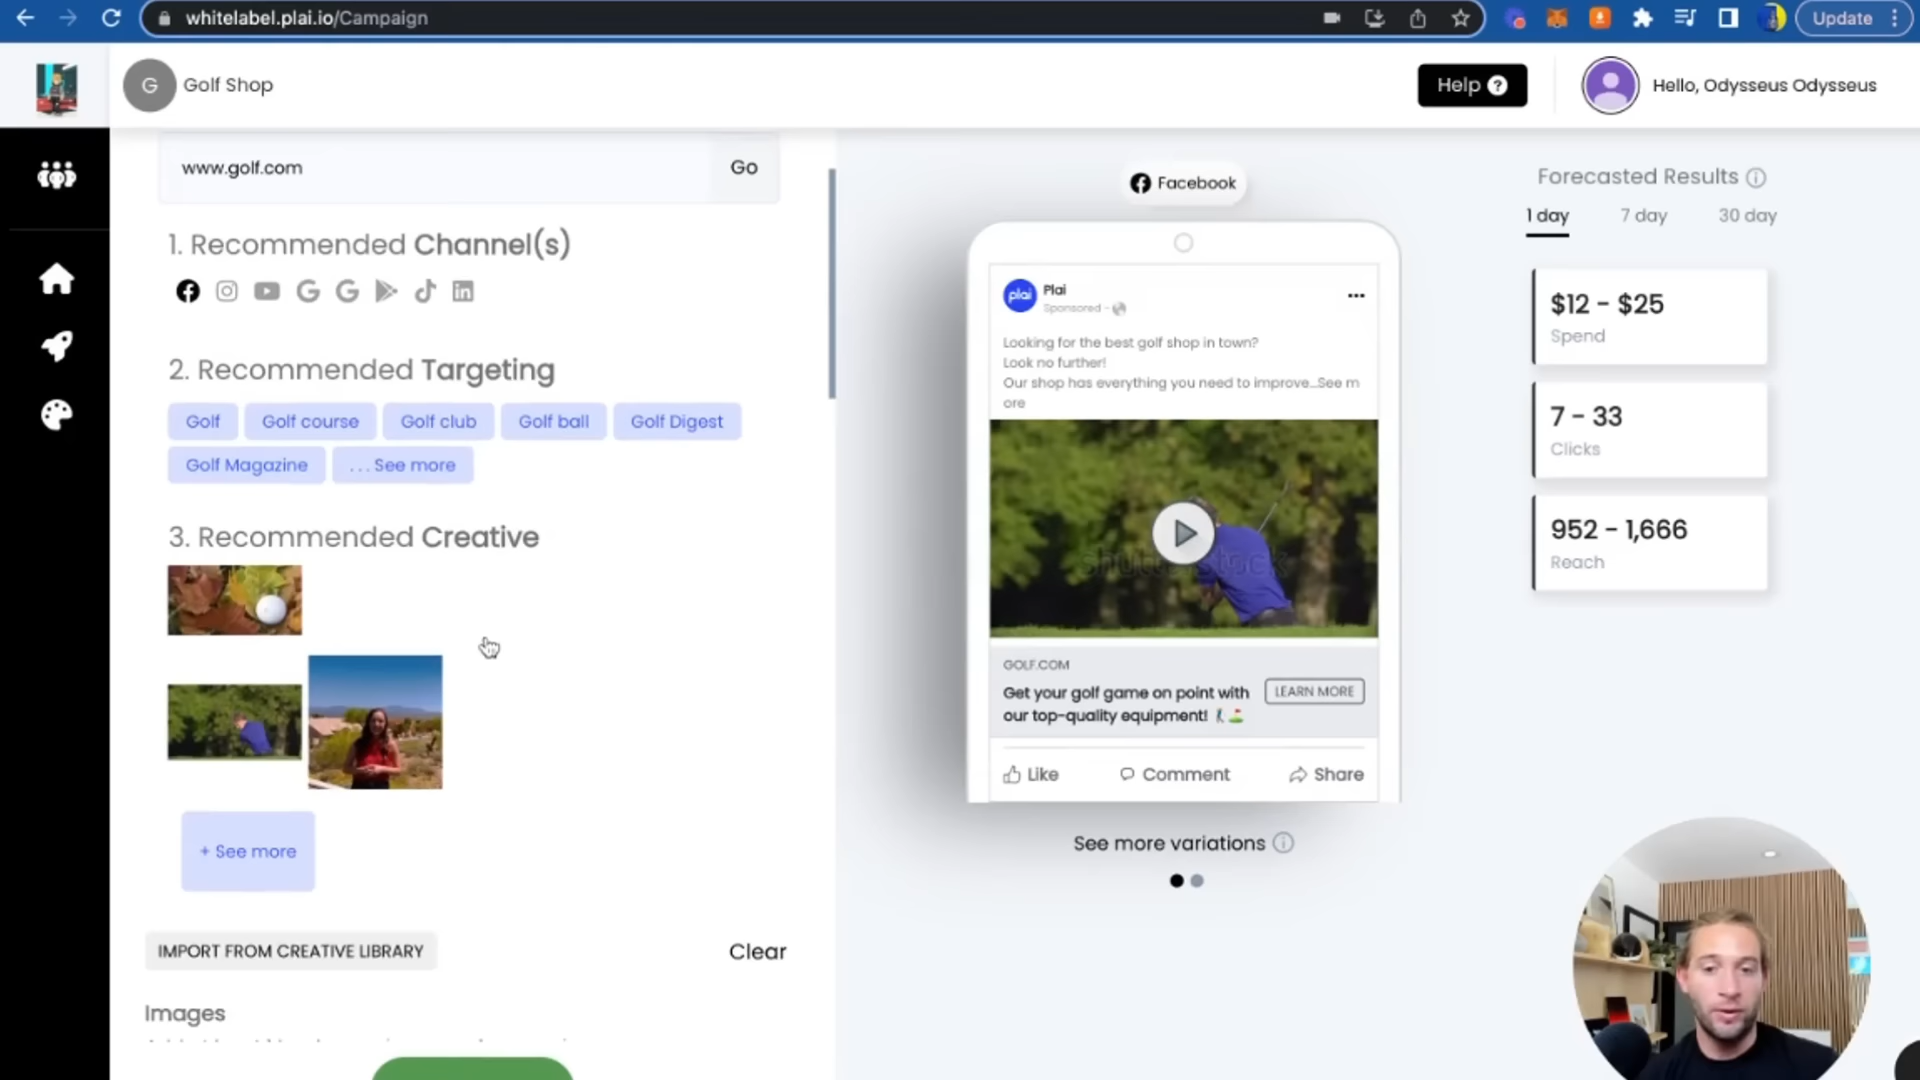 whitelabel.plai.io/Campaign
Update
G
Golf Shop
Help ?
Hello, Odysseus Odysseus
www.golf.com
Go
1. Recommended Channel(s)
2. Recommended Targeting
Golf
Golf course
Golf club
Golf ball
Golf Digest
Golf Magazine
... See more
3. Recommended Creative
+ See more
IMPORT FROM CREATIVE LIBRARY
Clear
Images
Facebook
plai
Plai
Sponsored -
Looking for the best golf shop in town?
Look no further!
Our shop has everything you need to improve...See m
ore
shutterstock
GOLF.COM
Get your golf game on point with
our top-quality equipment!
LEARN MORE
Like
Comment
Share
See more variations
Forecasted Results
1 day
7 day
30 day
$12 - $25
Spend
7 - 33
Clicks
952 - 1,666
Reach